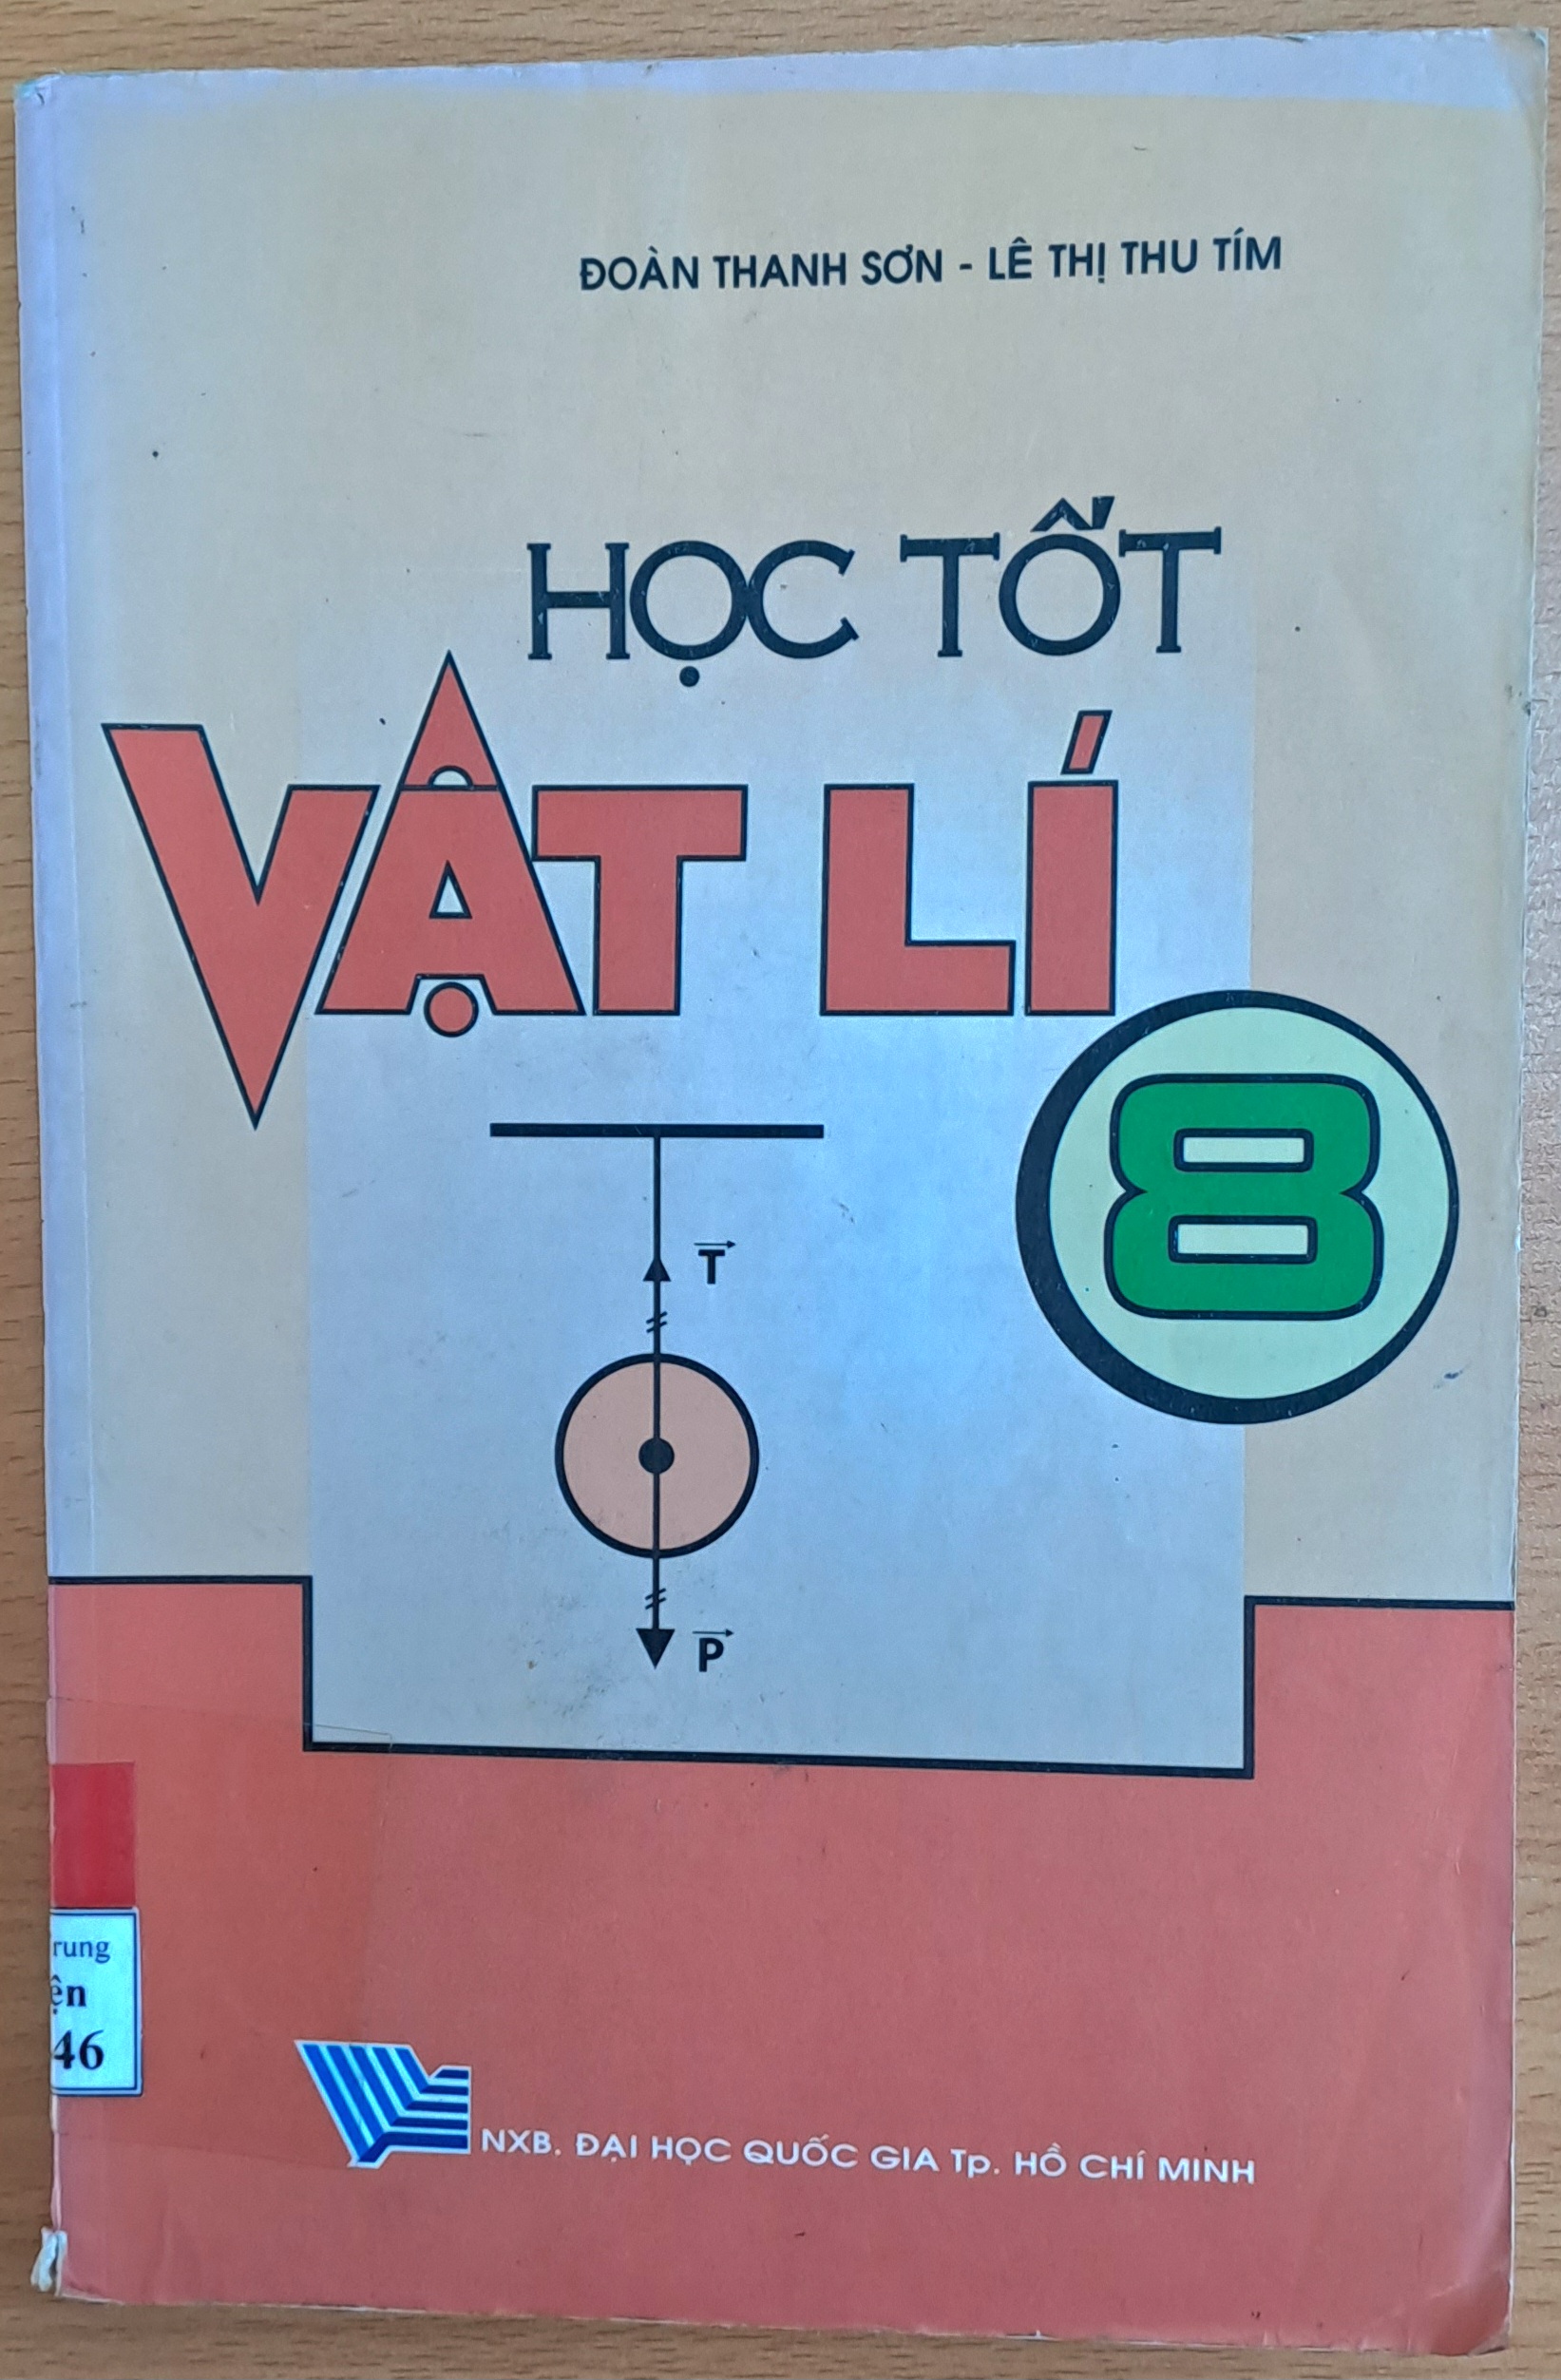 ĐOÀN THANH SƠN - LÊ THỊ THU TÍM
HỌC TỐT
VẬT LÍ
8
T
P
rung
ện
46
NXB. ĐẠI HỌC QUỐC GIA Tp. HỒ CHÍ MINH